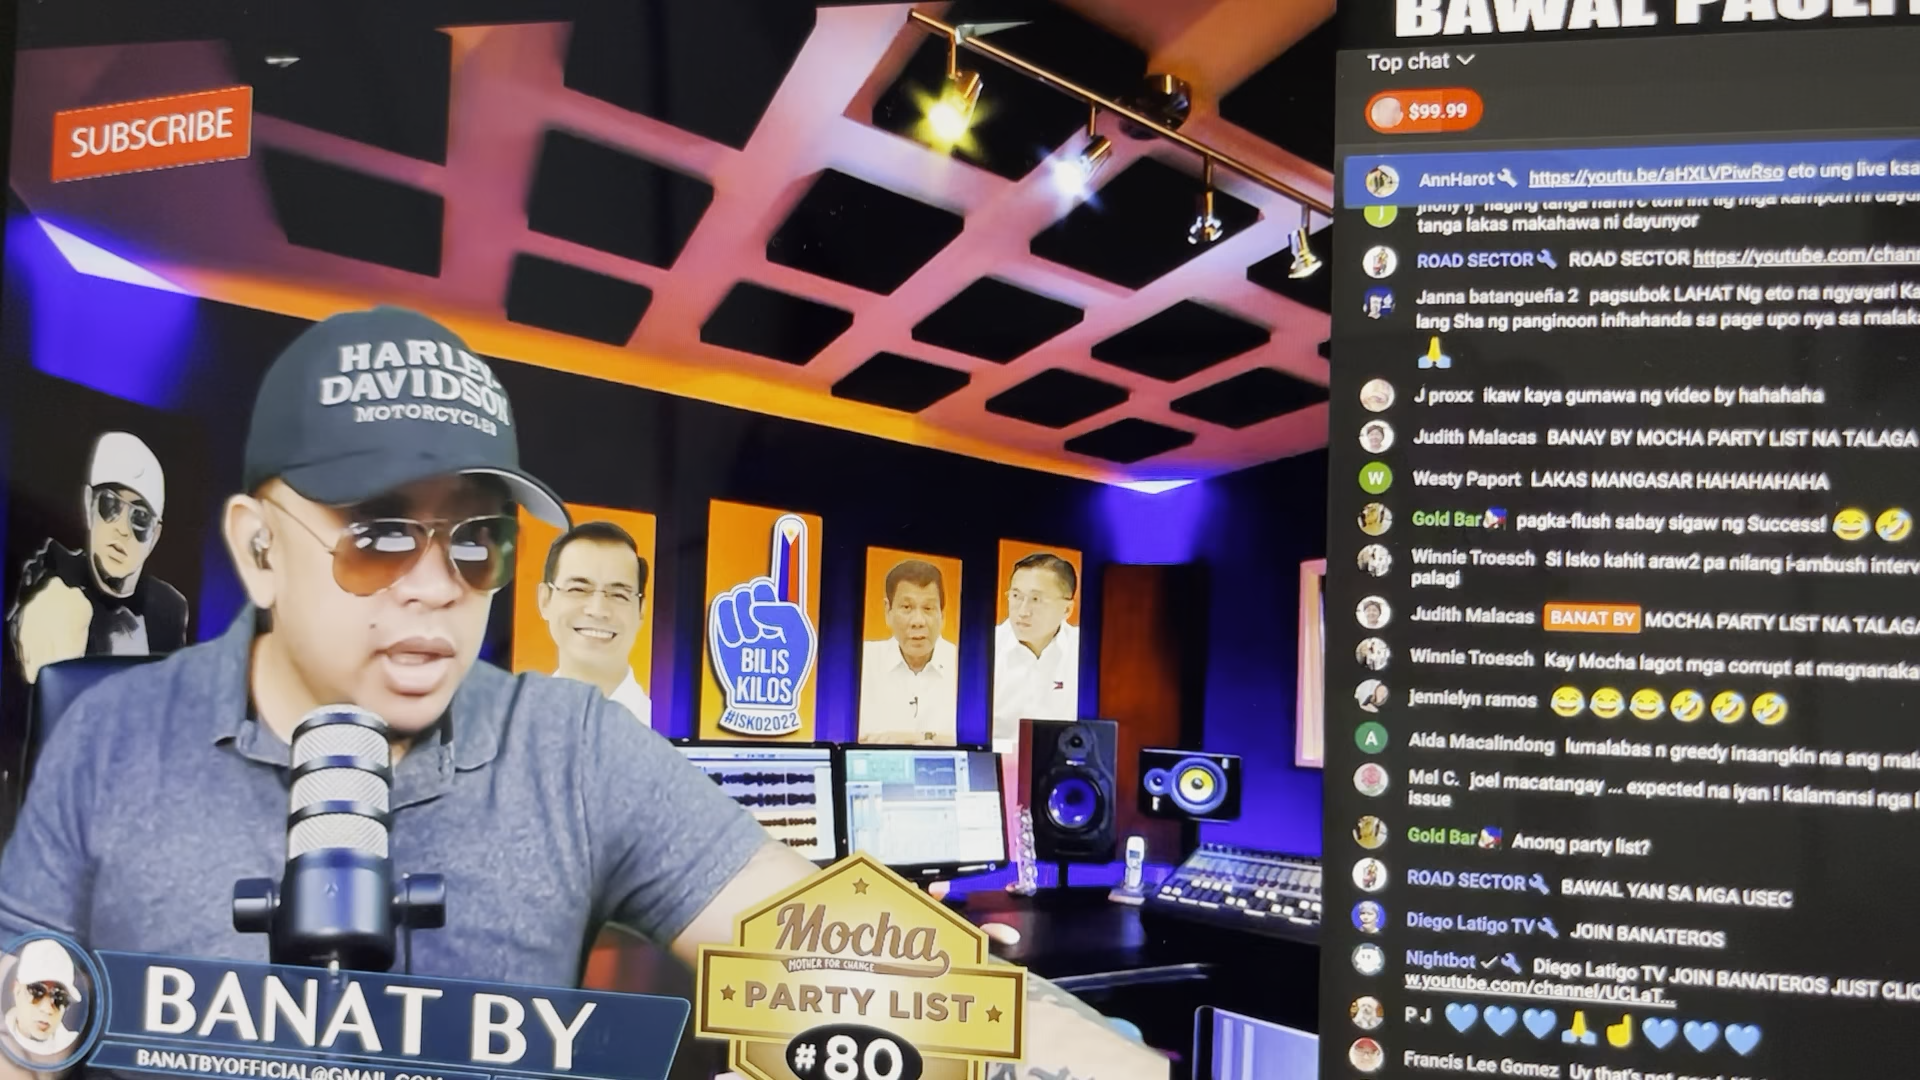 SUBSCRIBE
HARLEY-
DAVIDSON
MOTORCYCLES
BILIS
KILOS
#ISKO2022
Mocha
MOTHER FOR CHANGE
PARTY LIST
#80
BANAT BY
Top chat
$99.99
AnnHarot https://youtu.be/aHXLVPiwRso eto ung live ksa
tanga lakas makahawa ni dayunyor
ROAD SECTOR ROAD SECTOR https://youtube.com/chann
Janna batangueña 2 pagsubok LAHAT Ng eto na ngyayari Ka
lang Sha ng panginoon inihahanda sa page upo nya sa malak
J proxx ikaw kaya gumawa ng video by hahahaha
Judith Malacas BANAY BY MOCHA PARTY LIST NA TALAGA
W Westy Paport LAKAS MANGASAR HAHAHAHAHA
Gold Bar pagka-flush sabay sigaw ng Success! 😂 🤣
Winnie Troesch Si Isko kahit araw2 pa nilang i-ambush interv
palagi
Judith Malacas BANAT BY MOCHA PARTY LIST NA TALAGA
Winnie Troesch Kay Mocha lagot mga corrupt at magnanaka
jennielyn ramos 😂😂😂🤣🤣🤣
A Aida Macalindong lumalabas n greedy inaangkin na ang mal
Mel C. joel macatangay ... expected na iyan ! kalamansi nga
issue
Gold Bar Anong party list?
ROAD SECTOR BAWAL YAN SA MGA USEC
Diego Latigo TV JOIN BANATEROS
Nightbot Diego Latigo TV JOIN BANATEROS JUST CLIC
w.youtube.com/channel/UCLaT...
P J 💙💙💙🙏☝💙💙💙
Francis Lee Gomez Uy that's not